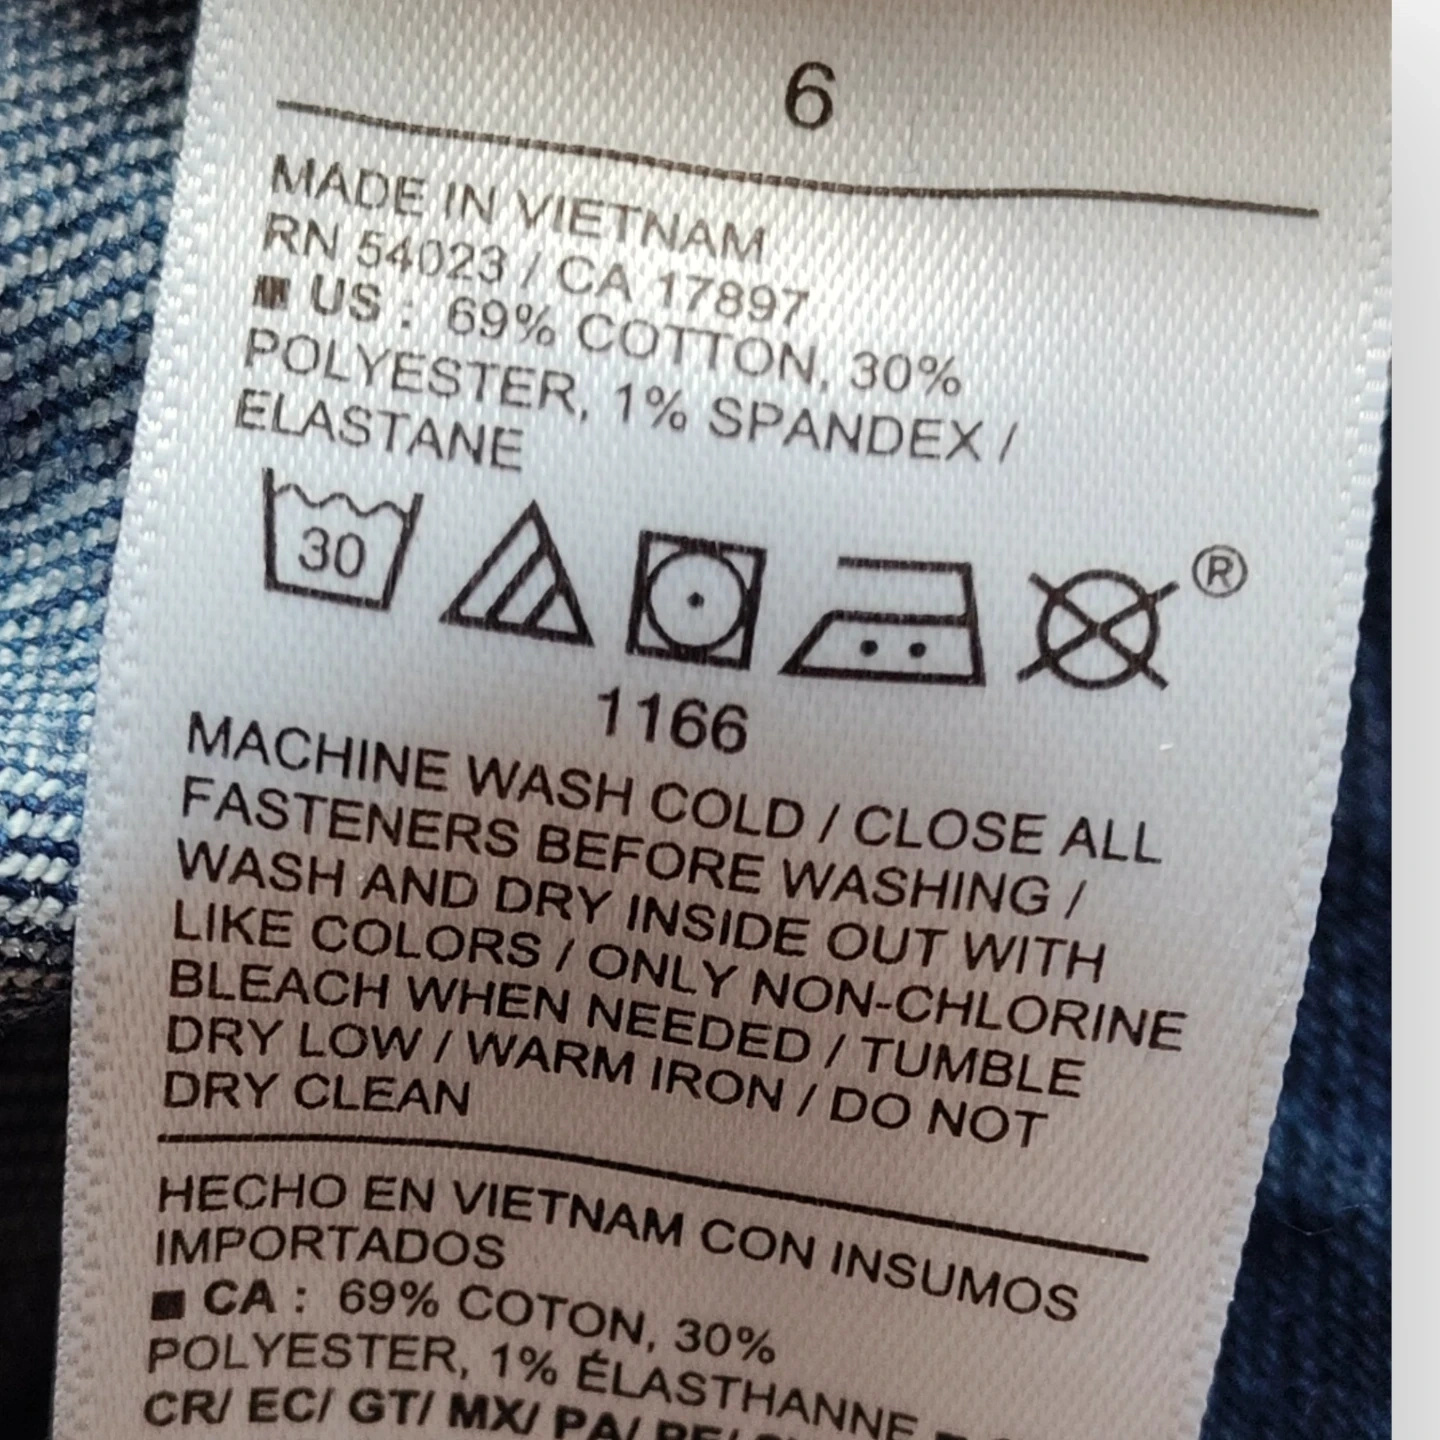 6
MADE IN VIETNAM
RN 54023 / CA 17897
■ US : 69% COTTON, 30%
POLYESTER, 1% SPANDEX /
ELASTANE
30
®
1166
MACHINE WASH COLD / CLOSE ALL
FASTENERS BEFORE WASHING /
WASH AND DRY INSIDE OUT WITH
LIKE COLORS / ONLY NON-CHLORINE
BLEACH WHEN NEEDED / TUMBLE
DRY LOW / WARM IRON / DO NOT
DRY CLEAN
HECHO EN VIETNAM CON INSUMOS
IMPORTADOS
■ CA : 69% COTON, 30%
POLYESTER, 1% ÉLASTHANNE
CR/ EC/ GT/ MX/ PA/ PE/